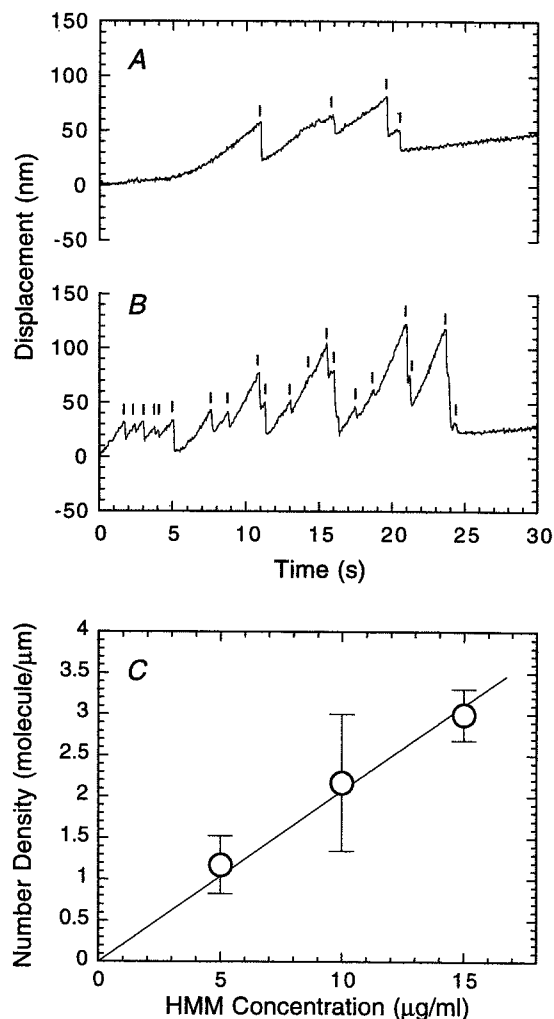 150
A
100
50
0
-50
150
B
100
50
0
-50
0 5 10 15 20 25 30
Displacement (nm)
Time (s)
4
C
3.5
3
2.5
2
1.5
1
0.5
0
0 5 10 15
Number Density (molecule/μm)
HMM Concentration (μg/ml)